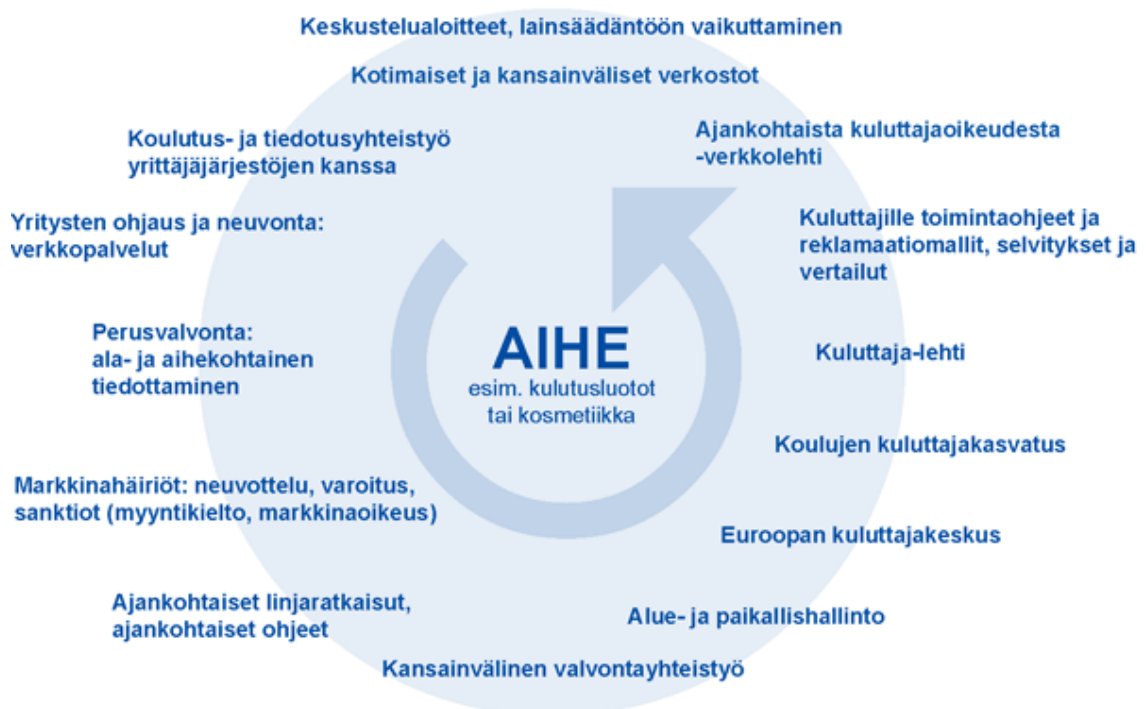 Keskustelualoitteet, lainsäädäntöön vaikuttaminen
Kotimaiset ja kansainväliset verkostot
Ajankohtaista kuluttajaoikeudesta
-verkkolehti
Kuluttajille toimintaohjeet ja
reklamaatiomallit, selvitykset ja
vertailut
Kuluttaja-lehti
Koulujen kuluttajakasvatus
Euroopan kuluttajakeskus
Alue- ja paikallishallinto
Kansainvälinen valvontayhteistyö
Ajankohtaiset linjaratkaisut,
ajankohtaiset ohjeet
Markkinahäiriöt: neuvottelu, varoitus,
sanktiot (myyntikielto, markkinaoikeus)
Perusvalvonta:
ala- ja aihekohtainen
tiedottaminen
Yritysten ohjaus ja neuvonta:
verkkopalvelut
Koulutus- ja tiedotusyhteistyö
yrittäjäjärjestöjen kanssa
AIHE
esim. kulutusluotot
tai kosmetiikka